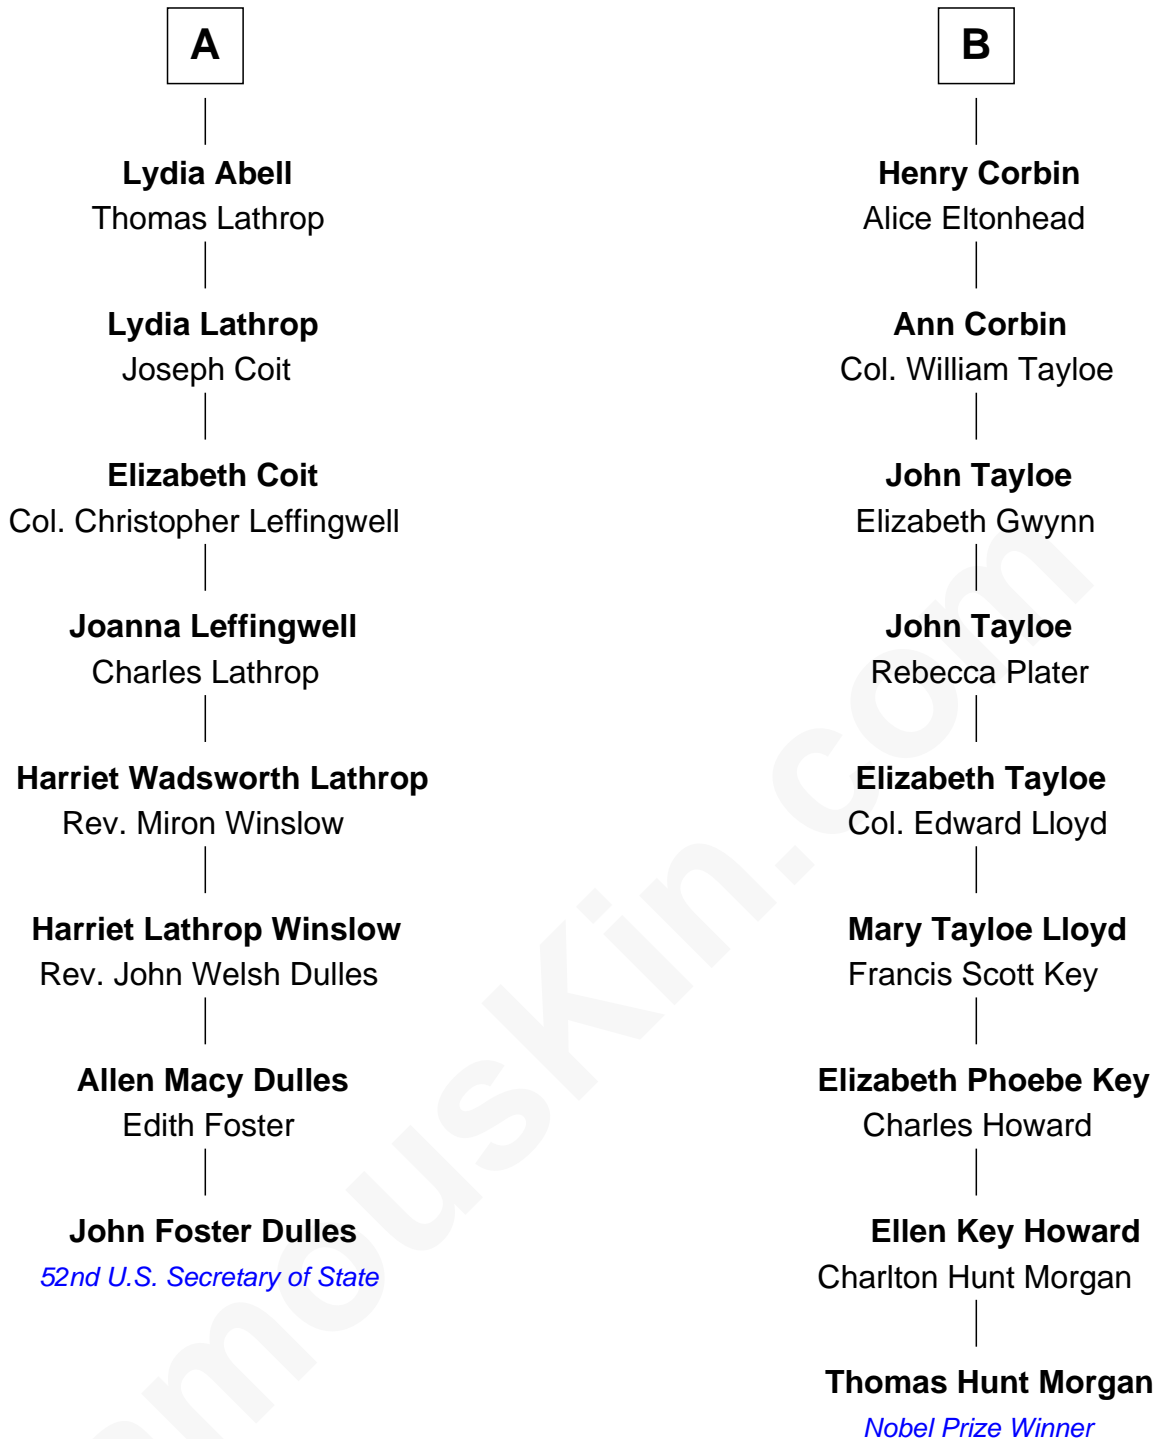 A
Lydia Abell
Thomas Lathrop
Lydia Lathrop
Joseph Coit
Elizabeth Coit
Col. Christopher Leffingwell
Joanna Leffingwell
Charles Lathrop
Harriet Wadsworth Lathrop
Rev. Miron Winslow
Harriet Lathrop Winslow
Rev. John Welsh Dulles
Allen Macy Dulles
Edith Foster
John Foster Dulles
52nd U.S. Secretary of State
B
Henry Corbin
Alice Eltonhead
Ann Corbin
Col. William Tayloe
John Tayloe
Elizabeth Gwynn
John Tayloe
Rebecca Plater
Elizabeth Tayloe
Col. Edward Lloyd
Mary Tayloe Lloyd
Francis Scott Key
Elizabeth Phoebe Key
Charles Howard
Ellen Key Howard
Charlton Hunt Morgan
Thomas Hunt Morgan
Nobel Prize Winner
amouskin.com